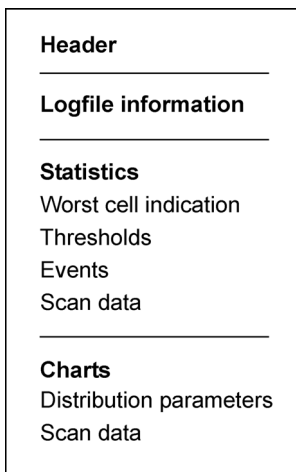 Header
Logfile information
Statistics
Worst cell indication
Thresholds
Events
Scan data
Charts
Distribution parameters
Scan data